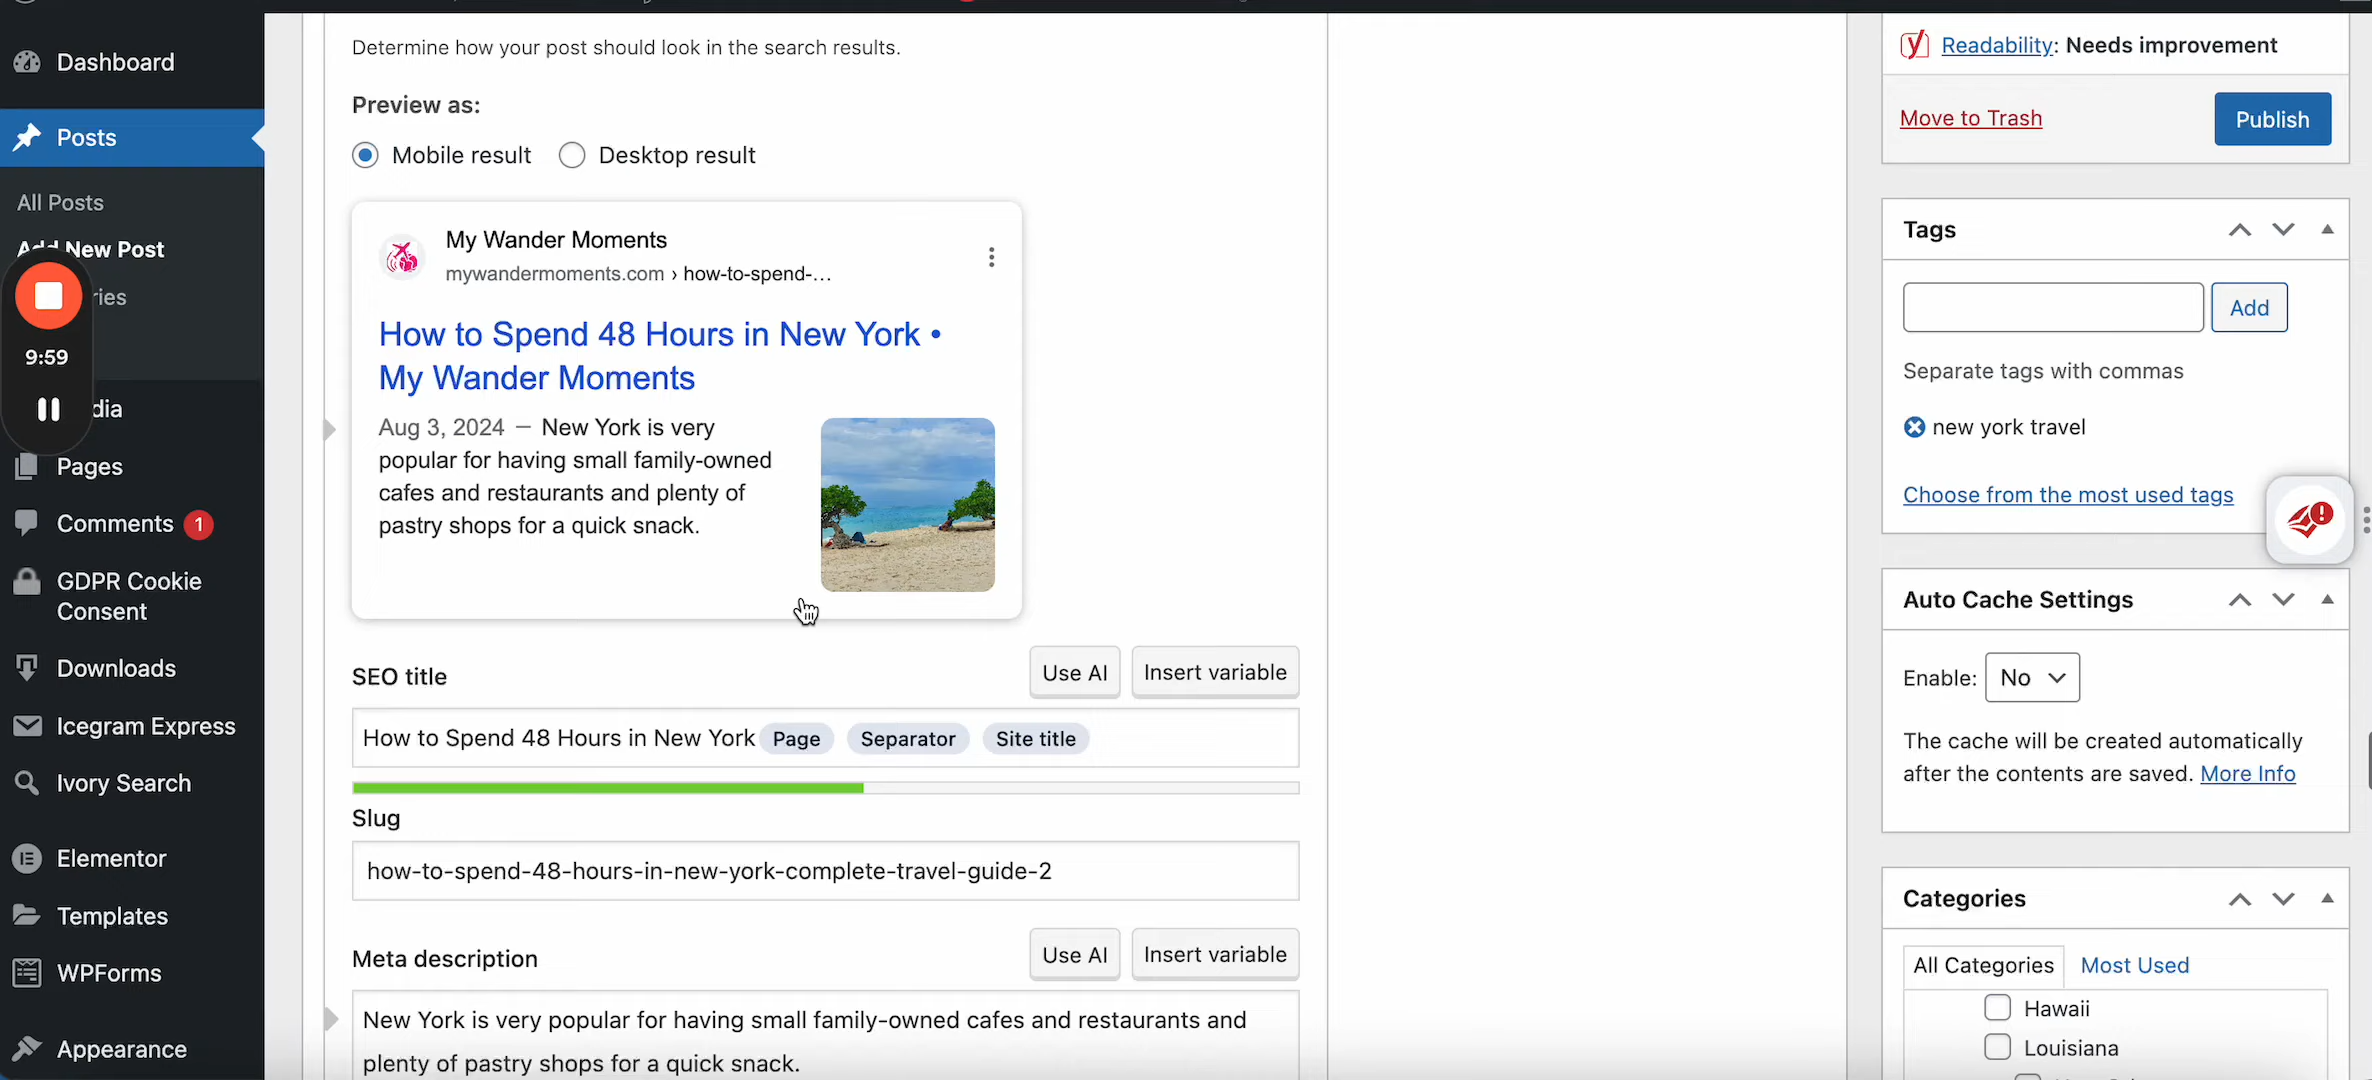 Dashboard
Posts
All Posts
Add New Post
ries
9:59
dia
Pages
Comments 1
GDPR Cookie
Consent
Downloads
Icegram Express
Ivory Search
Elementor
Templates
WPForms
Appearance
Determine how your post should look in the search results.
Preview as:
Mobile result
Desktop result
My Wander Moments
mywandermoments.com › how-to-spend-…
How to Spend 48 Hours in New York •
My Wander Moments
Aug 3, 2024 — New York is very
popular for having small family-owned
cafes and restaurants and plenty of
pastry shops for a quick snack.
SEO title
Use AI
Insert variable
How to Spend 48 Hours in New York Page Separator Site title
Slug
how-to-spend-48-hours-in-new-york-complete-travel-guide-2
Meta description
Use AI
Insert variable
New York is very popular for having small family-owned cafes and restaurants and
plenty of pastry shops for a quick snack.
Readability: Needs improvement
Move to Trash
Publish
Tags
Add
Separate tags with commas
new york travel
Choose from the most used tags
Auto Cache Settings
Enable: No
The cache will be created automatically
after the contents are saved. More Info
Categories
All Categories
Most Used
Hawaii
Louisiana